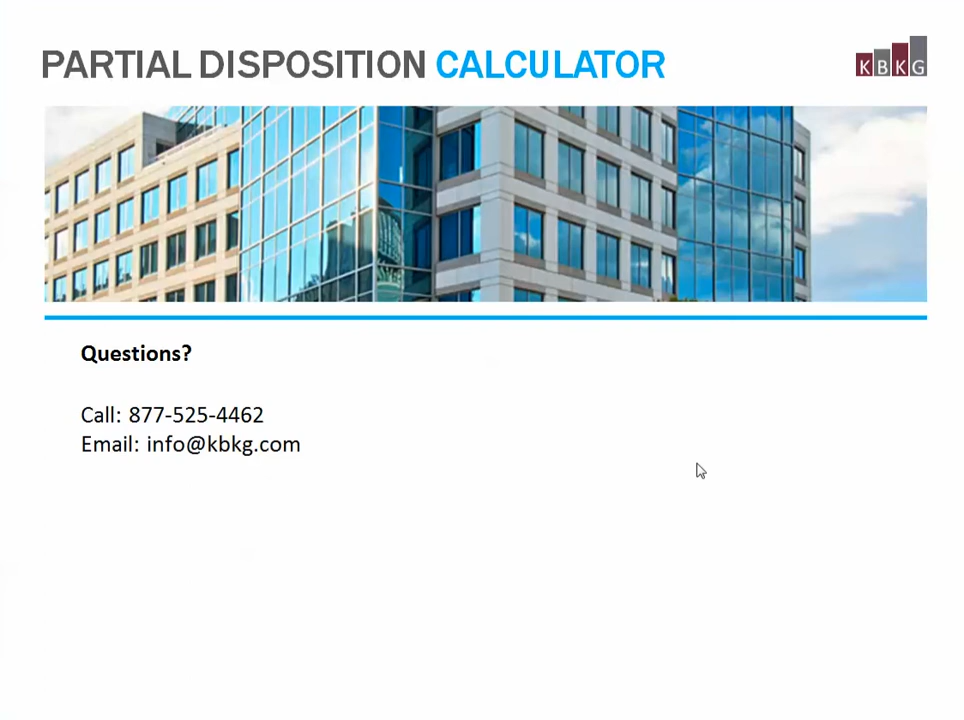 PARTIAL DISPOSITION CALCULATOR
KBKG
Questions?
Call: 877-525-4462
Email: info@kbkg.com